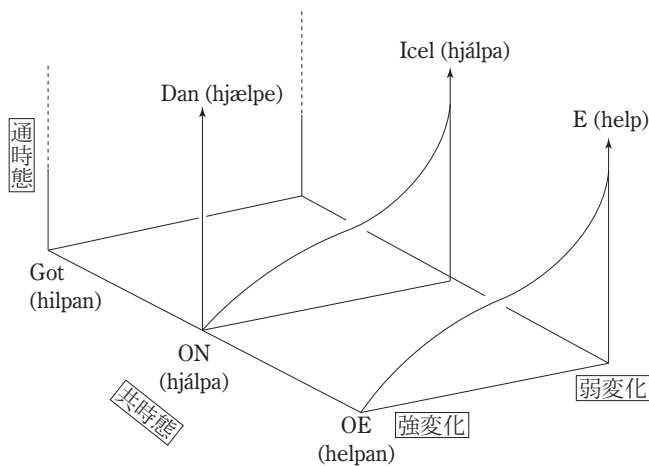 Icel (hjálpa)
Dan (hjælpe)
E (help)
通時態
Got
(hilpan)
ON
(hjálpa)
共時態
OE
(helpan)
強変化
弱変化